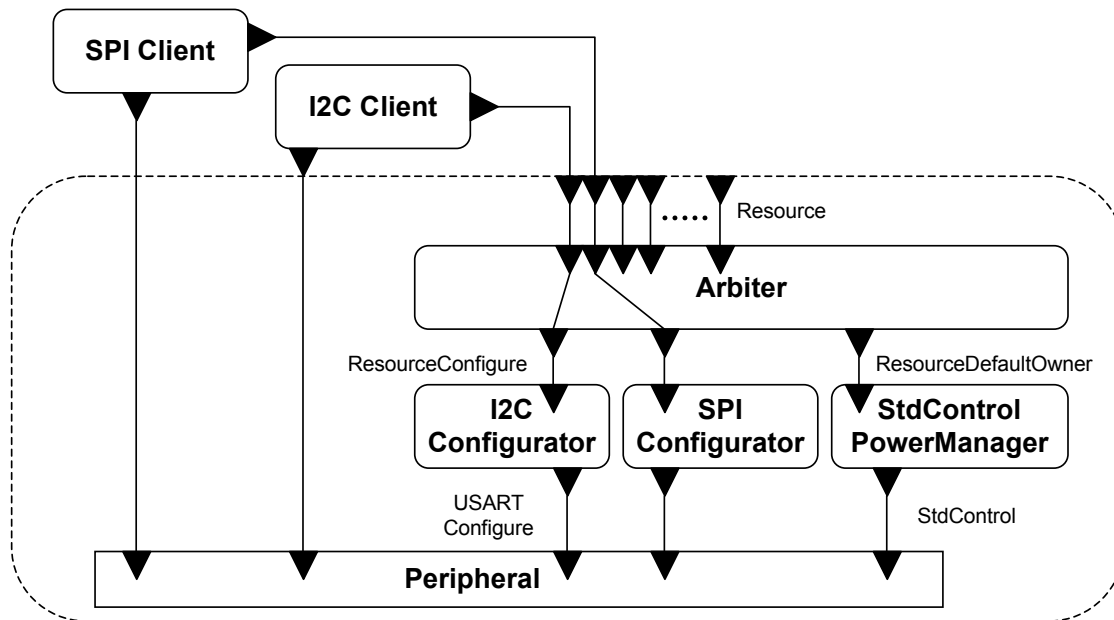 SPI Client
I2C Client
.....
Resource
Arbiter
ResourceConfigure
ResourceDefaultOwner
I2C
Configurator
SPI
Configurator
StdControl
PowerManager
USART
Configure
StdControl
Peripheral